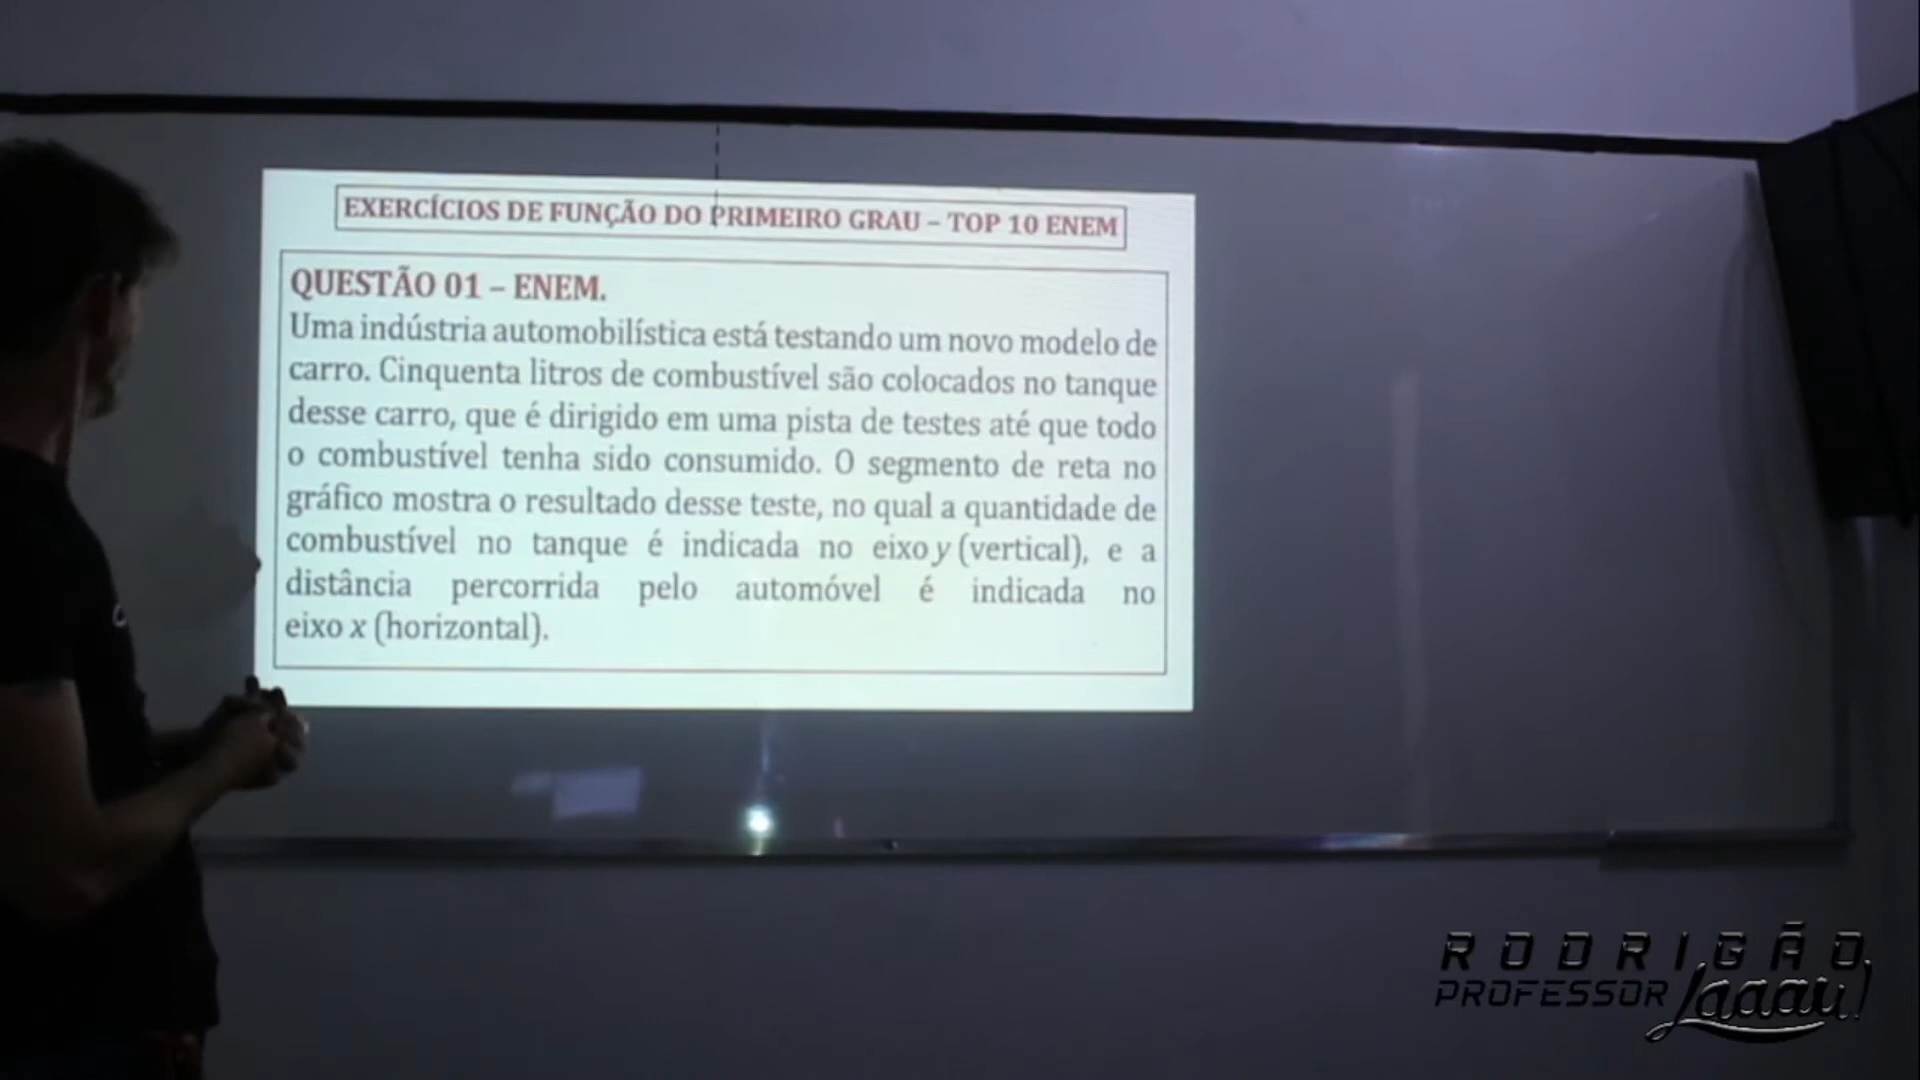 EXERCÍCIOS DE FUNÇÃO DO PRIMEIRO GRAU – TOP 10 ENEM
QUESTÃO 01 – ENEM.
Uma indústria automobilística está testando um novo modelo de
carro. Cinquenta litros de combustível são colocados no tanque
desse carro, que é dirigido em uma pista de testes até que todo
o combustível tenha sido consumido. O segmento de reta no
gráfico mostra o resultado desse teste, no qual a quantidade de
combustível no tanque é indicada no eixo y (vertical), e a
distância percorrida pelo automóvel é indicada no
eixo x (horizontal).
RODRIGÃO
PROFESSOR Laaau!